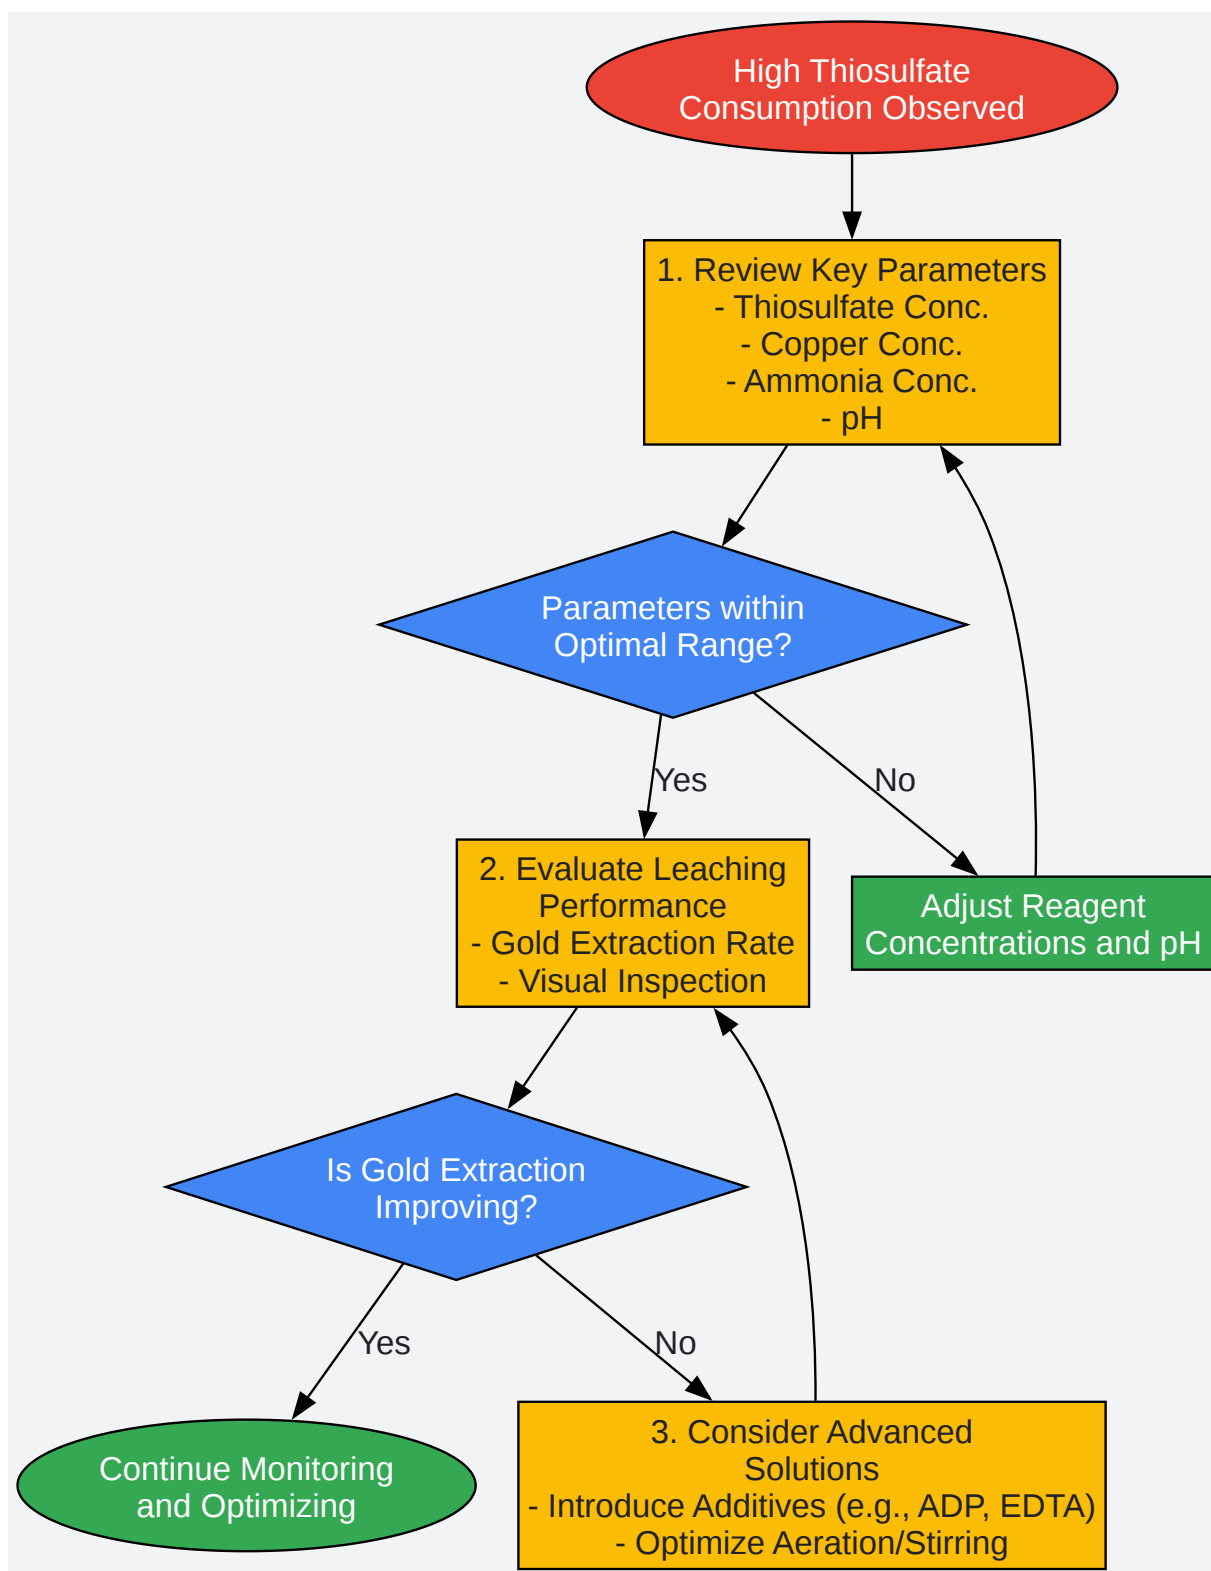 High Thiosulfate
Consumption Observed
1. Review Key Parameters
- Thiosulfate Conc.
- Copper Conc.
- Ammonia Conc.
- pH
Parameters within
Optimal Range?
Yes
No
2. Evaluate Leaching
Performance
- Gold Extraction Rate
- Visual Inspection
Adjust Reagent
Concentrations and pH
Is Gold Extraction
Improving?
Yes
No
Continue Monitoring
and Optimizing
3. Consider Advanced
Solutions
- Introduce Additives (e.g., ADP, EDTA)
- Optimize Aeration/Stirring